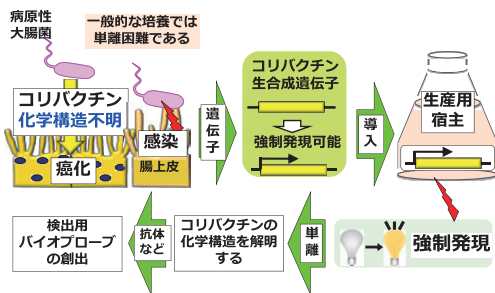 病原性
大腸菌
一般的な培養では
単離困難である
コリバクチン
化学構造不明
癌化
感染
腸上皮
遺伝子
コリバクチン
生合成遺伝子
強制発現可能
導入
生産用
宿主
強制発現
単離
コリバクチンの
化学構造を解明
する
抗体
など
検出用
バイオプローブ
の創出